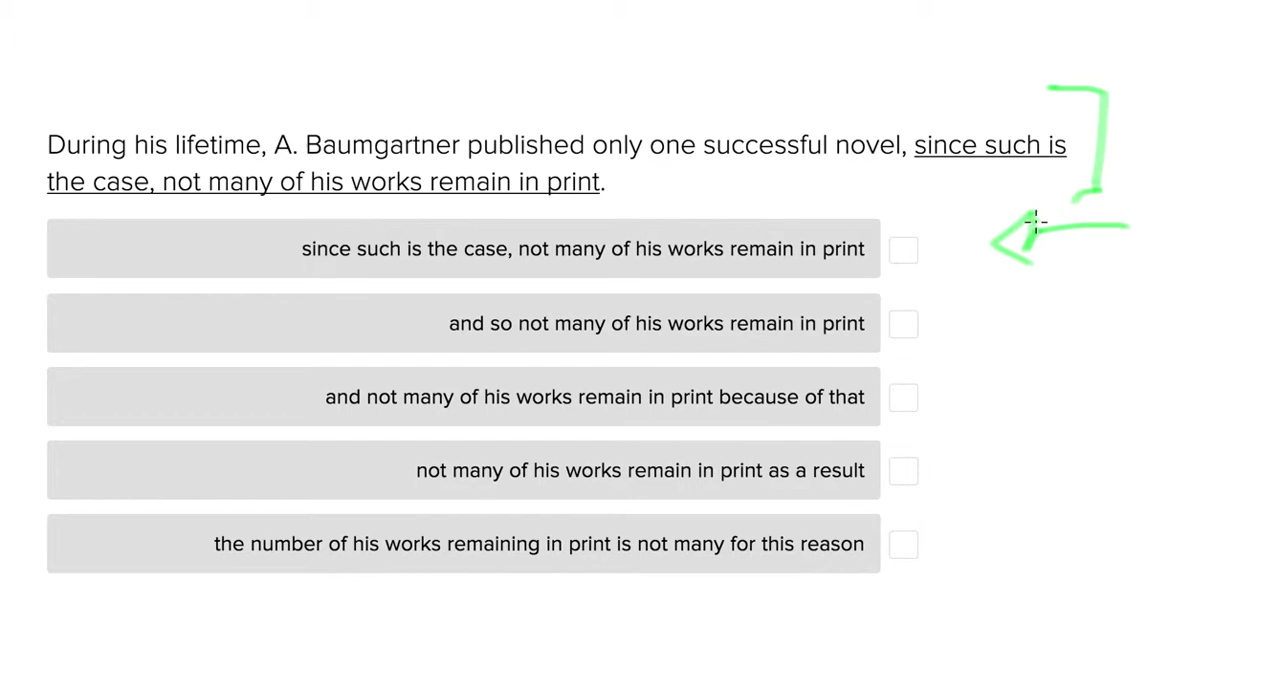 During his lifetime, A. Baumgartner published only one successful novel, since such is
the case, not many of his works remain in print.
since such is the case, not many of his works remain in print
and so not many of his works remain in print
and not many of his works remain in print because of that
not many of his works remain in print as a result
the number of his works remaining in print is not many for this reason